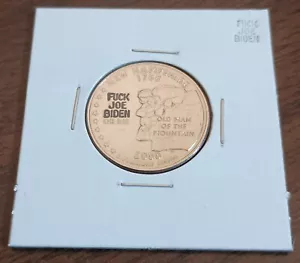 FUCK
JOE
BIDEN
NEW HAMPSHIRE
1788
FUCK
JOE
BIDEN
OLD MAN
OF THE
MOUNTAIN
2000